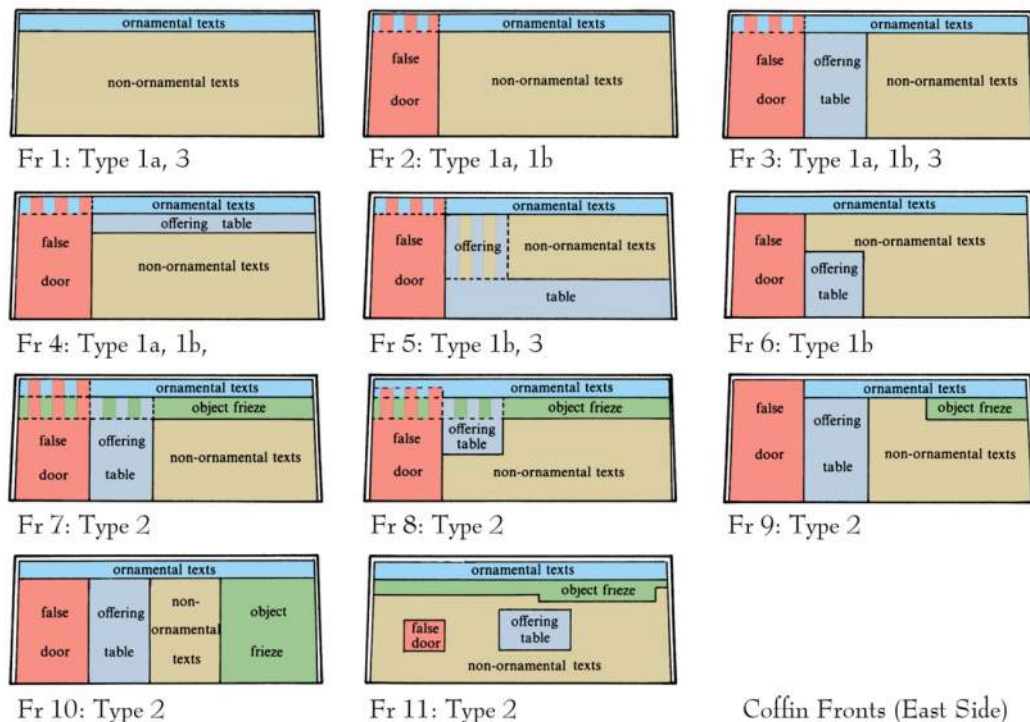 ornamental texts
non-ornamental texts
Fr 1: Type 1a, 3
ornamental texts
false
door
non-ornamental texts
Fr 2: Type 1a, 1b
ornamental texts
false
door
offering
table
non-ornamental texts
Fr 3: Type 1a, 1b, 3
ornamental texts
offering table
false
door
non-ornamental texts
Fr 4: Type 1a, 1b,
ornamental texts
false
door
offering
non-ornamental texts
table
Fr 5: Type 1b, 3
ornamental texts
false
door
non-ornamental texts
offering
table
Fr 6: Type 1b
ornamental texts
object frieze
false
door
offering
table
non-ornamental texts
Fr 7: Type 2
ornamental texts
object frieze
false
door
offering
table
non-ornamental texts
Fr 8: Type 2
false
door
offering
table
object frieze
non-ornamental texts
Fr 9: Type 2
ornamental texts
false
door
offering
table
non-
ornamental
texts
object
frieze
Fr 10: Type 2
ornamental texts
object frieze
false
door
offering
table
non-ornamental texts
Fr 11: Type 2
Coffin Fronts (East Side)